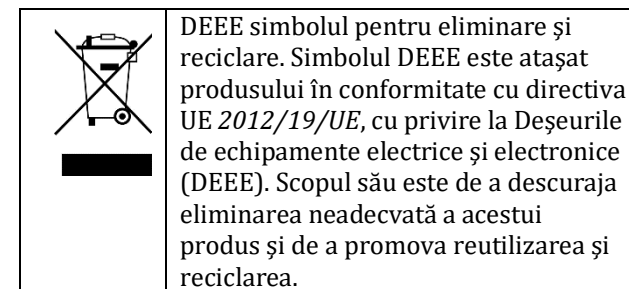 DEEE simbolul pentru eliminare şi
reciclare. Simbolul DEEE este ataşat
produsului în conformitate cu directiva
UE 2012/19/UE, cu privire la Deşeurile
de echipamente electrice şi electronice
(DEEE). Scopul său este de a descuraja
eliminarea neadecvată a acestui
produs şi de a promova reutilizarea şi
reciclarea.